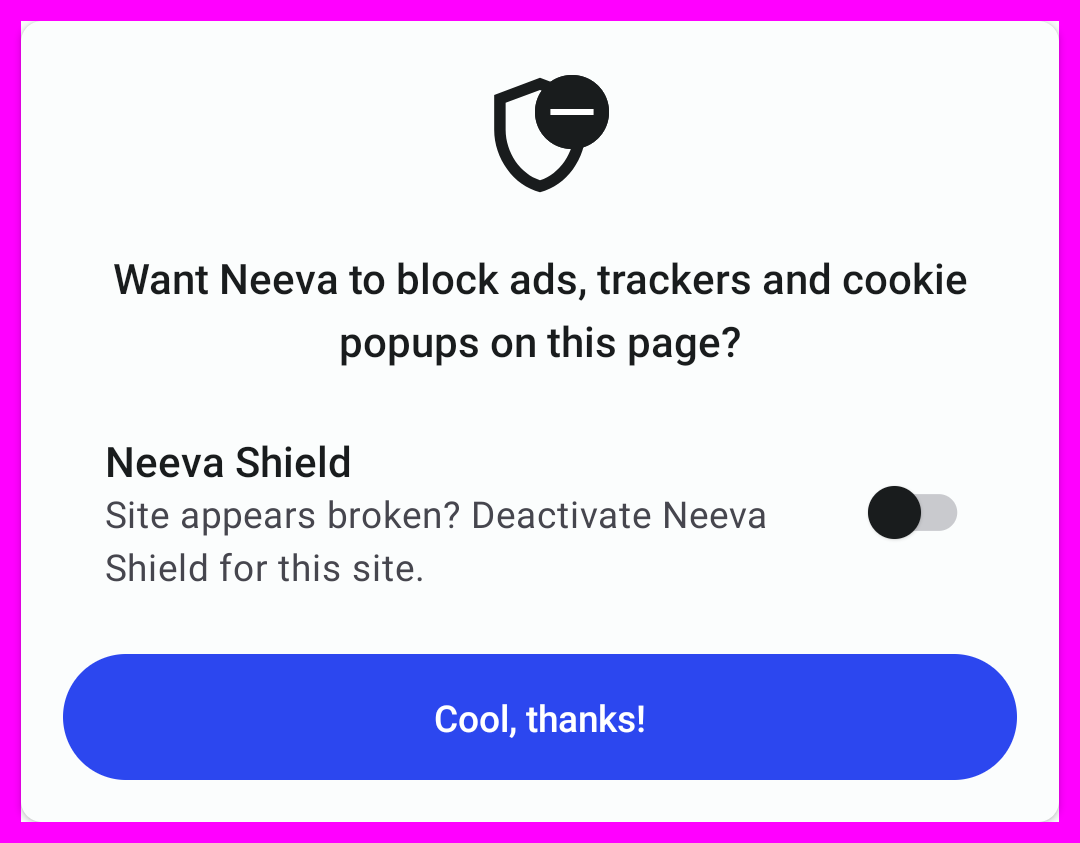 Want Neeva to block ads, trackers and cookie
popups on this page?
Neeva Shield
Site appears broken? Deactivate Neeva
Shield for this site.
Cool, thanks!